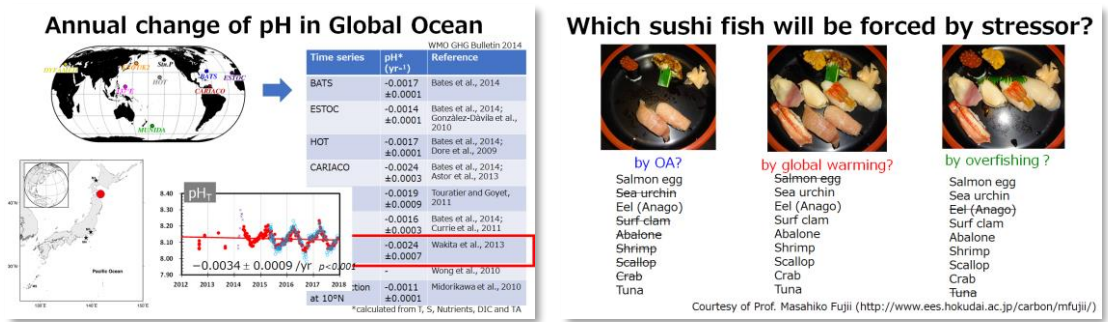 Annual change of pH in Global Ocean
WMO GHG Bulletin 2014
Time series pH* (yr⁻¹) Reference
BATS -0.0017 ±0.0001 Bates et al., 2014
ESTOC -0.0014 ±0.0001 Bates et al., 2014; Gonzàlez-Dàvila et al., 2010
HOT -0.0017 ±0.0001 Bates et al., 2014; Dore et al., 2009
CARIACO -0.0024 ±0.0003 Bates et al., 2014; Astor et al., 2013
-0.0019 ±0.0009 Touratier and Goyet, 2011
-0.0016 ±0.0003 Bates et al., 2014; Currie et al., 2011
-0.0024 ±0.0007 Wakita et al., 2013
- Wong et al., 2010
ction at 10°N -0.0011 ±0.0001 Midorikawa et al., 2010
*calculated from T, S, Nutrients, DIC and TA
Stn.P
BATS
ESTOC
HOT
CARIACO
MUNIDA
Pacific Ocean
pHT
8.40
8.30
8.20
8.10
8.00
7.90
−0.0034 ± 0.0009 /yr p<0.001
2012 2013 2014 2015 2016 2017 2018
Which sushi fish will be forced by stressor?
by OA?
Salmon egg
Sea urchin
Eel (Anago)
Surf clam
Abalone
Shrimp
Scallop
Crab
Tuna
by global warming?
Salmon egg
Sea urchin
Eel (Anago)
Surf clam
Abalone
Shrimp
Scallop
Crab
Tuna
by overfishing ?
Salmon egg
Sea urchin
Eel (Anago)
Surf clam
Abalone
Shrimp
Scallop
Crab
Tuna
Courtesy of Prof. Masahiko Fujii (http://www.ees.hokudai.ac.jp/carbon/mfujii/)